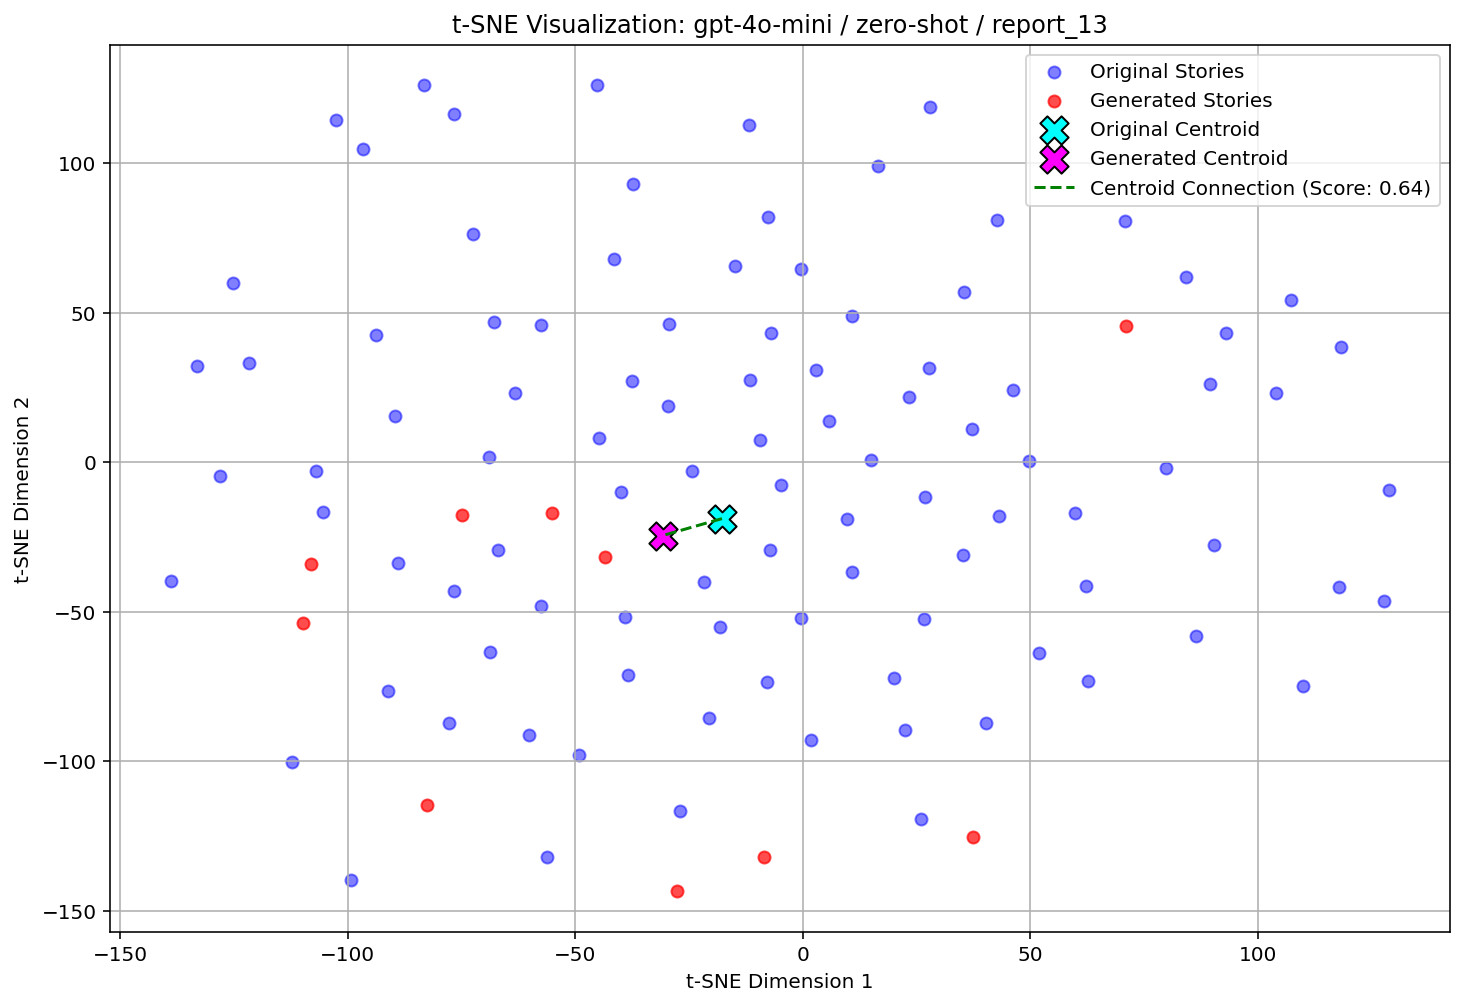 t-SNE Visualization: gpt-4o-mini / zero-shot / report_13
Original Stories
Generated Stories
Original Centroid
Generated Centroid
Centroid Connection (Score: 0.64)
t-SNE Dimension 2
100
50
0
−50
−100
−150
−150
−100
−50
0
50
100
t-SNE Dimension 1